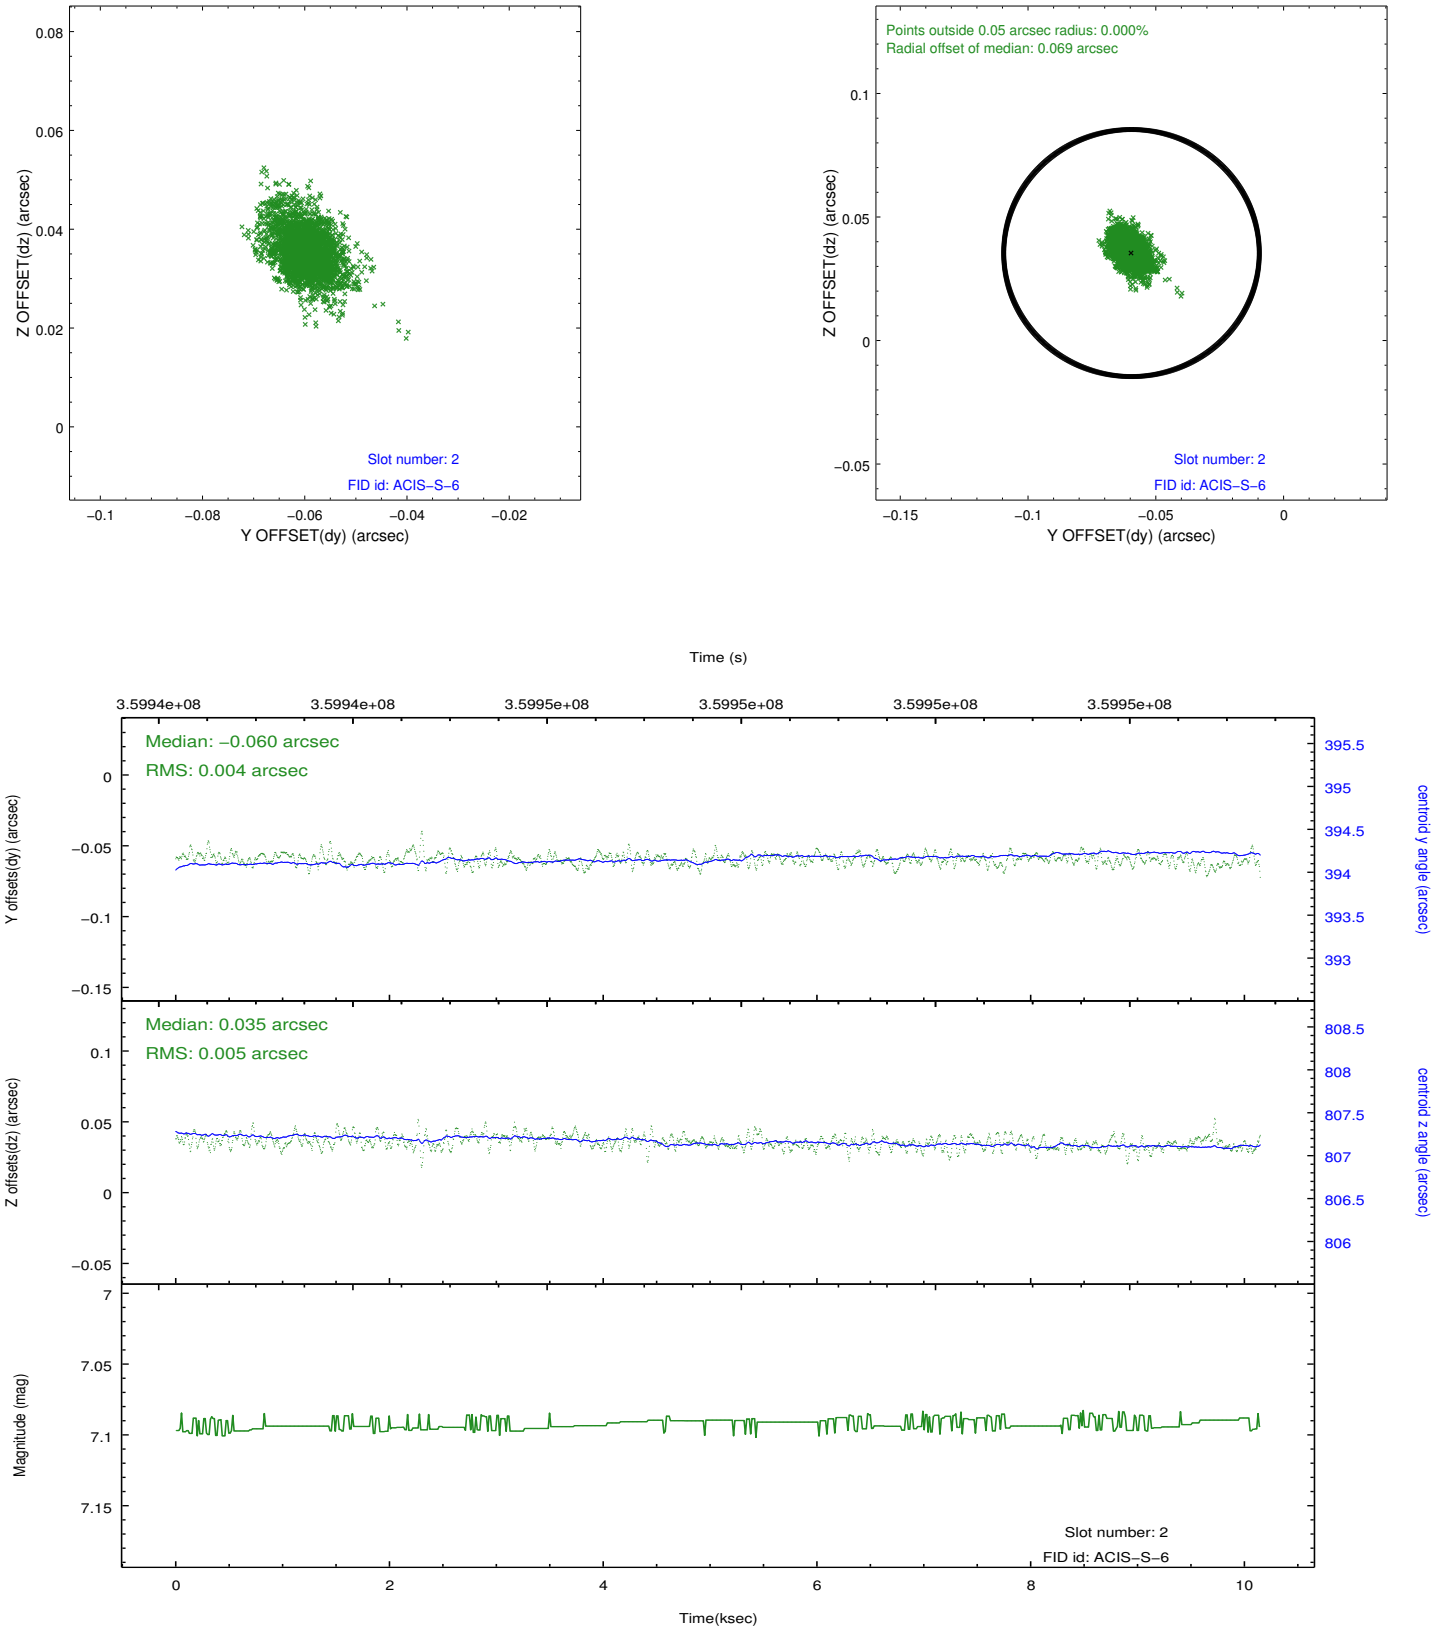 0.08
0.06
0.04
0.02
0
Z OFFSET(dz) (arcsec)
Slot number: 2
FID id: ACIS−S−6
−0.1 −0.08 −0.06 −0.04 −0.02
Y OFFSET(dy) (arcsec)
Points outside 0.05 arcsec radius: 0.000%
Radial offset of median: 0.069 arcsec
0.1
0.05
0
−0.05
Z OFFSET(dz) (arcsec)
Slot number: 2
FID id: ACIS−S−6
−0.15 −0.1 −0.05 0
Y OFFSET(dy) (arcsec)
Time (s)
3.5994e+08 3.5994e+08 3.5995e+08 3.5995e+08 3.5995e+08 3.5995e+08
Median: −0.060 arcsec
RMS: 0.004 arcsec
0
−0.05
−0.1
−0.15
Y offsets(dy) (arcsec)
395.5
395
394.5
394
393.5
393
centroid y angle (arcsec)
Median: 0.035 arcsec
RMS: 0.005 arcsec
0.1
0.05
0
−0.05
Z offsets(dz) (arcsec)
808.5
808
807.5
807
806.5
806
centroid z angle (arcsec)
7
7.05
7.1
7.15
Magnitude (mag)
Slot number: 2
FID id: ACIS−S−6
0 2 4 6 8 10
Time(ksec)